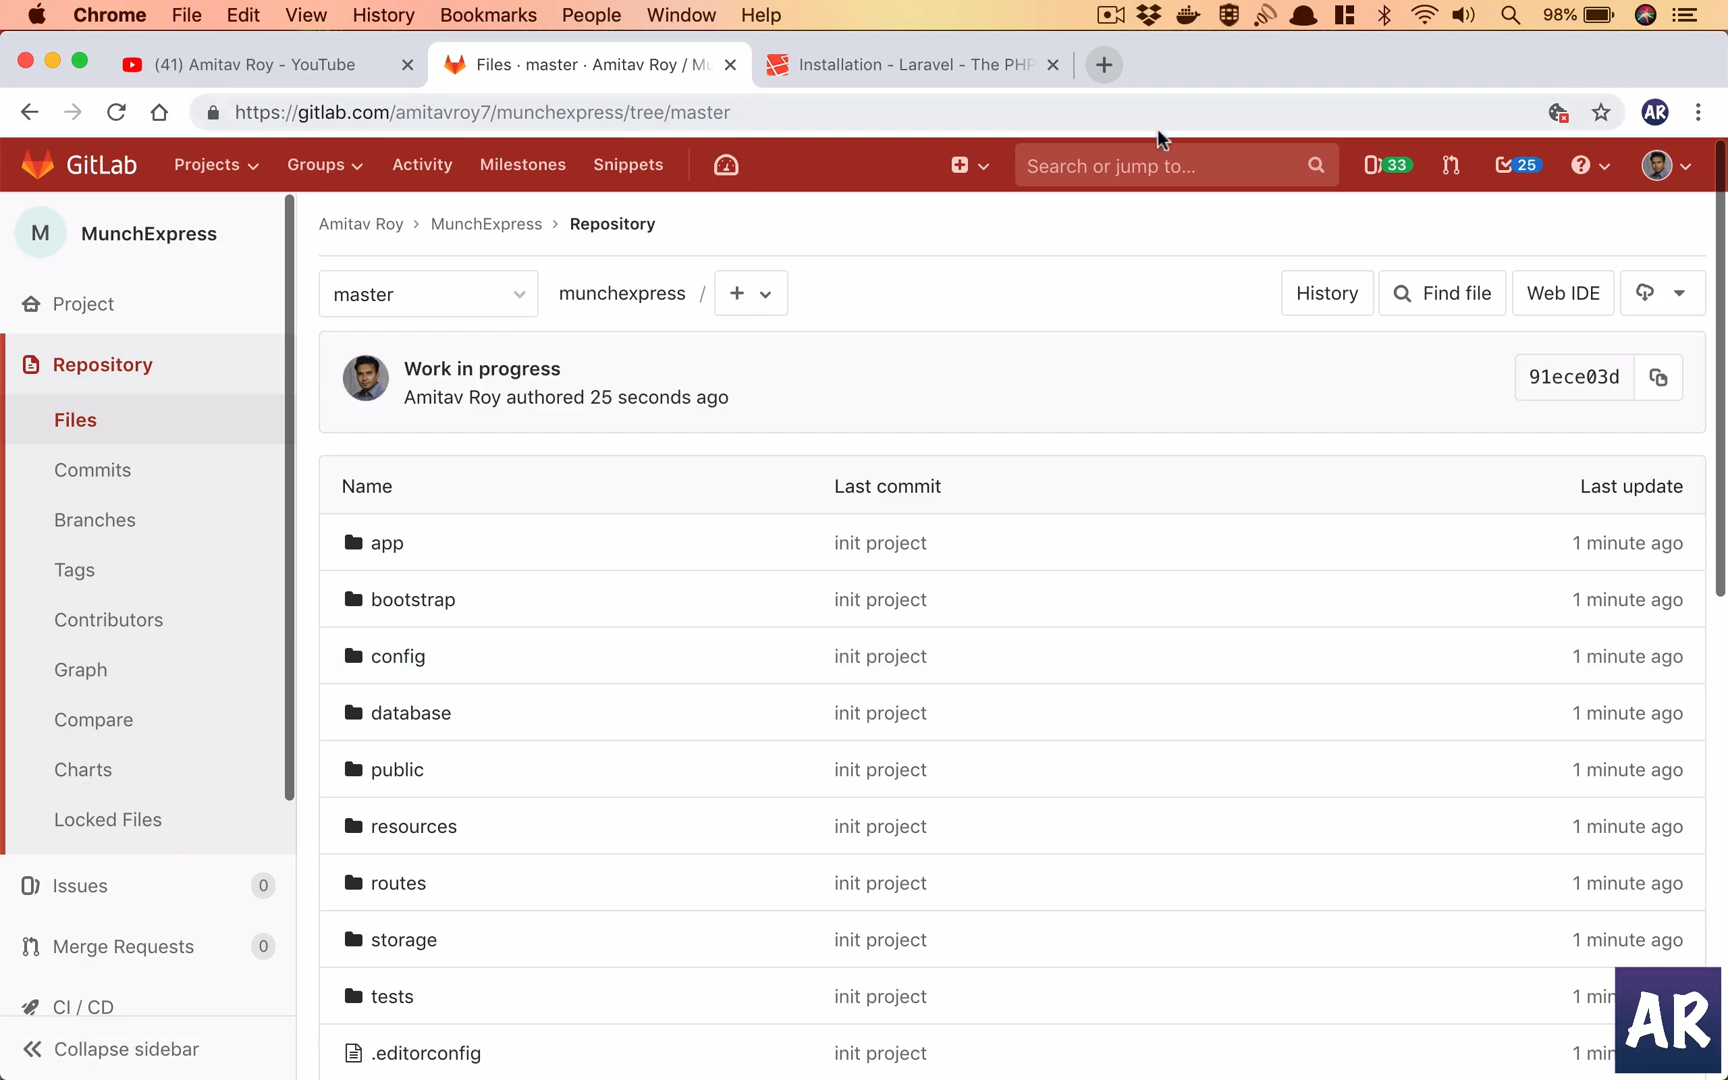 Chrome File Edit View History Bookmarks People Window Help 98%
(41) Amitav Roy - YouTube Files · master · Amitav Roy / Mu Installation - Laravel - The PHP
https://gitlab.com/amitavroy7/munchexpress/tree/master AR
GitLab Projects Groups Activity Milestones Snippets Search or jump to... 33 25
M MunchExpress
Amitav Roy › MunchExpress › Repository
Project
master munchexpress / + History Find file Web IDE
Repository
Work in progress
Amitav Roy authored 25 seconds ago
91ece03d
Files
Commits
Branches
Tags
Contributors
Graph
Compare
Charts
Locked Files
Issues 0
Merge Requests 0
CI / CD
Collapse sidebar
Name Last commit Last update
app init project 1 minute ago
bootstrap init project 1 minute ago
config init project 1 minute ago
database init project 1 minute ago
public init project 1 minute ago
resources init project 1 minute ago
routes init project 1 minute ago
storage init project 1 minute ago
tests init project 1 min
.editorconfig init project 1 min
AR